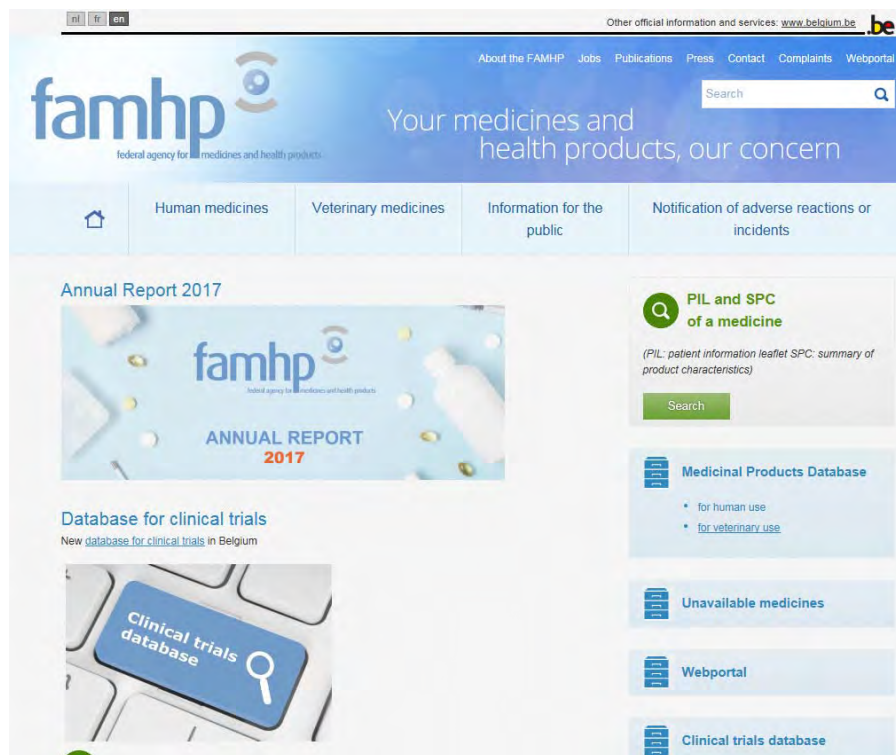 nl fr en
Other official information and services: www.belgium.be
.be
About the FAMHP Jobs Publications Press Contact Complaints Webportal
Search
famhp
federal agency for medicines and health products
Your medicines and
health products, our concern
Human medicines
Veterinary medicines
Information for the
public
Notification of adverse reactions or
incidents
Annual Report 2017
famhp
federal agency for medicines and health products
ANNUAL REPORT
2017
Database for clinical trials
New database for clinical trials in Belgium
Clinical trials
database
PIL and SPC
of a medicine
(PIL: patient information leaflet SPC: summary of
product characteristics)
Search
Medicinal Products Database
• for human use
• for veterinary use
Unavailable medicines
Webportal
Clinical trials database